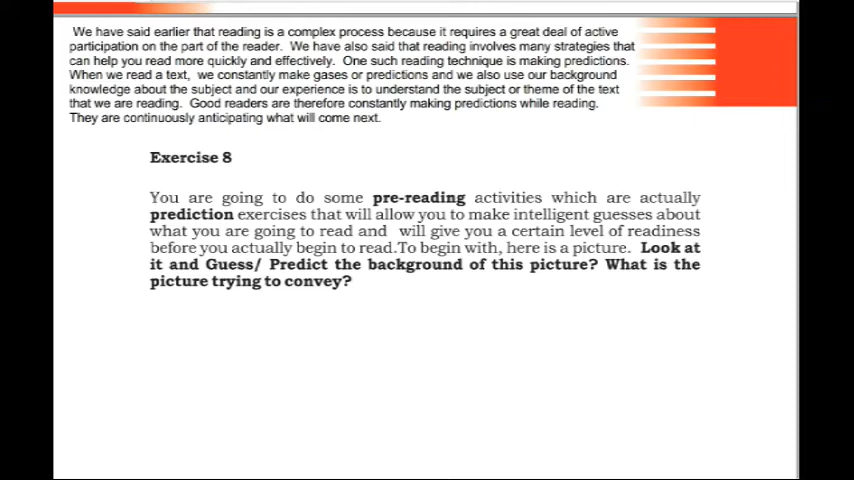 We have said earlier that reading is a complex process because it requires a great deal of active
participation on the part of the reader. We have also said that reading involves many strategies that
can help you read more quickly and effectively. One such reading technique is making predictions.
When we read a text, we constantly make gases or predictions and we also use our background
knowledge about the subject and our experience is to understand the subject or theme of the text
that we are reading. Good readers are therefore constantly making predictions while reading.
They are continuously anticipating what will come next.
Exercise 8
You are going to do some pre-reading activities which are actually
prediction exercises that will allow you to make intelligent guesses about
what you are going to read and will give you a certain level of readiness
before you actually begin to read.To begin with, here is a picture. Look at
it and Guess/ Predict the background of this picture? What is the
picture trying to convey?